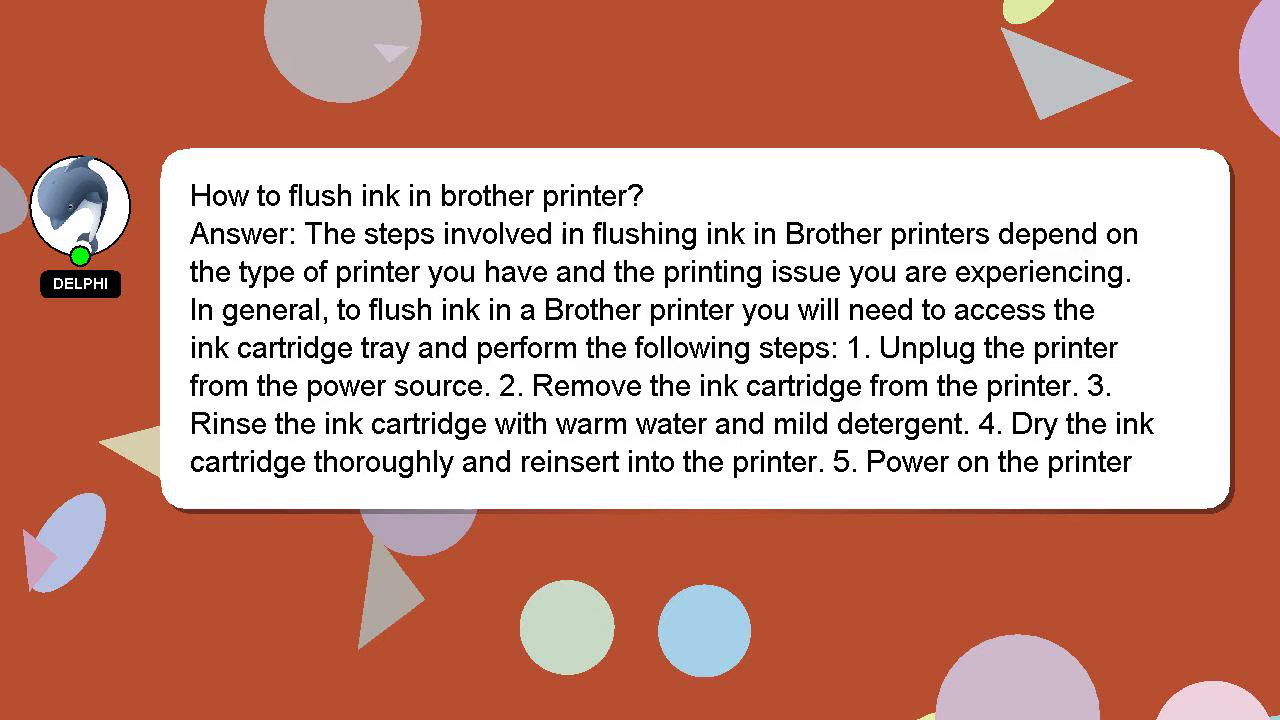 How to flush ink in brother printer?
Answer: The steps involved in flushing ink in Brother printers depend on
the type of printer you have and the printing issue you are experiencing.
In general, to flush ink in a Brother printer you will need to access the
ink cartridge tray and perform the following steps: 1. Unplug the printer
from the power source. 2. Remove the ink cartridge from the printer. 3.
Rinse the ink cartridge with warm water and mild detergent. 4. Dry the ink
cartridge thoroughly and reinsert into the printer. 5. Power on the printer
DELPHI